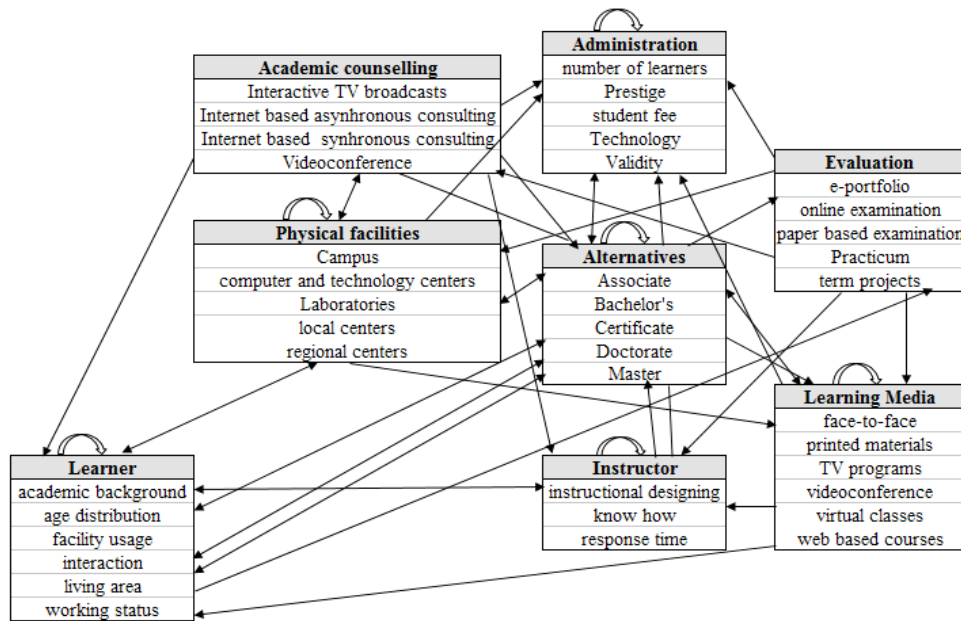 Administration
number of learners
Prestige
student fee
Technology
Validity
Academic counselling
Interactive TV broadcasts
Internet based asynhronous consulting
Internet based synhronous consulting
Videoconference
Evaluation
e-portfolio
online examination
paper based examination
Practicum
term projects
Physical facilities
Campus
computer and technology centers
Laboratories
local centers
regional centers
Alternatives
Associate
Bachelor's
Certificate
Doctorate
Master
Learning Media
face-to-face
printed materials
TV programs
videoconference
virtual classes
web based courses
Learner
academic background
age distribution
facility usage
interaction
living area
working status
Instructor
instructional designing
know how
response time